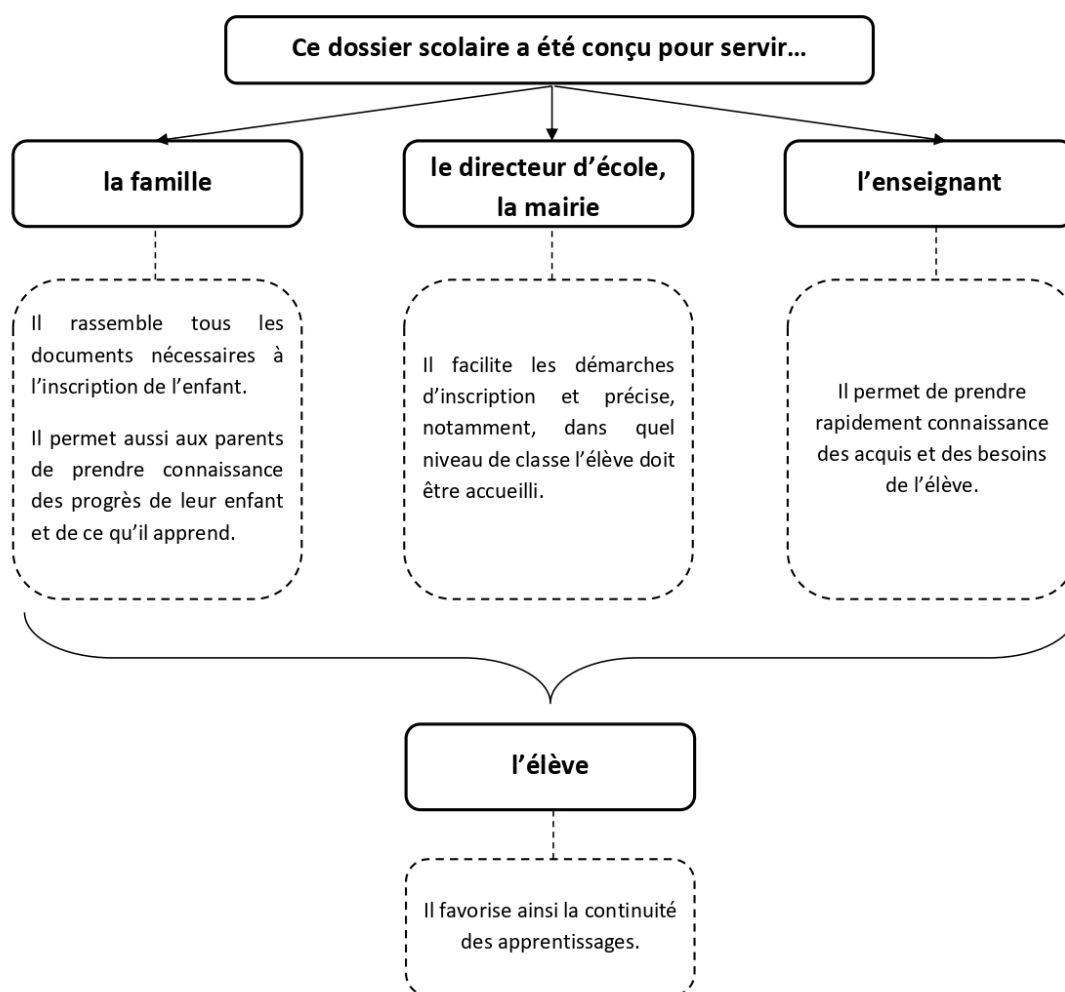 Ce dossier scolaire a été conçu pour servir…
la famille
le directeur d’école,
la mairie
l’enseignant
Il rassemble tous les
documents nécessaires à
l’inscription de l’enfant.
Il permet aussi aux parents
de prendre connaissance
des progrès de leur enfant
et de ce qu’il apprend.
Il facilite les démarches
d’inscription et précise,
notamment, dans quel
niveau de classe l’élève doit
être accueilli.
Il permet de prendre
rapidement connaissance
des acquis et des besoins
de l’élève.
l’élève
Il favorise ainsi la continuité
des apprentissages.